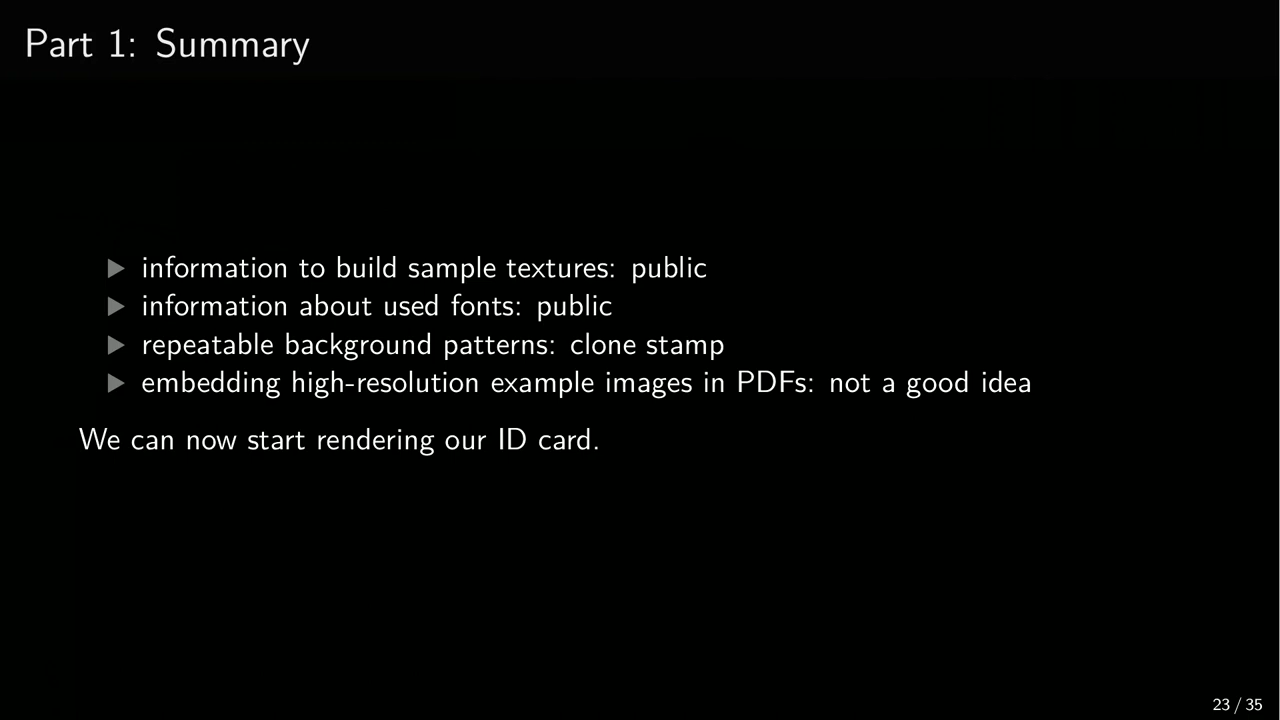 Part 1: Summary
▶ information to build sample textures: public
▶ information about used fonts: public
▶ repeatable background patterns: clone stamp
▶ embedding high-resolution example images in PDFs: not a good idea
We can now start rendering our ID card.
23 / 35